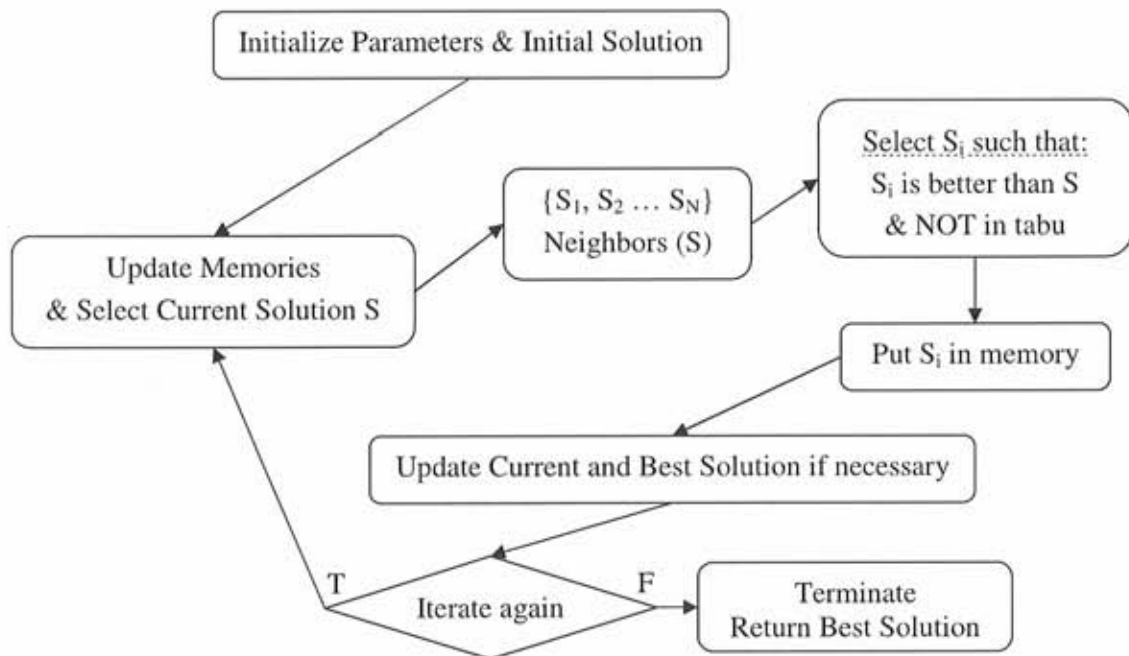 Initialize Parameters & Initial Solution
Select Sᵢ such that:
Sᵢ is better than S
& NOT in tabu
{S₁, S₂ ... S_N}
Neighbors (S)
Update Memories
& Select Current Solution S
Put Sᵢ in memory
Update Current and Best Solution if necessary
T
F
Iterate again
Terminate
Return Best Solution